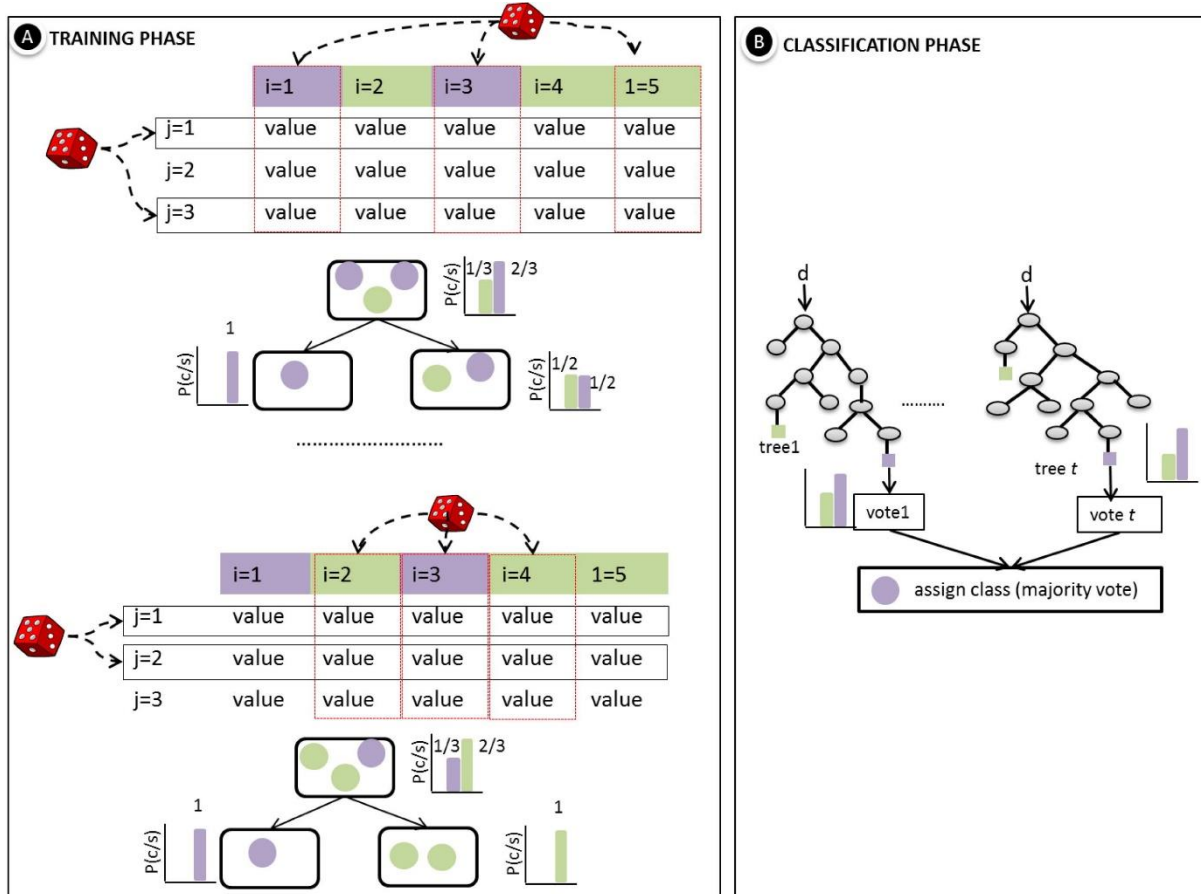 A TRAINING PHASE
i=1 i=2 i=3 i=4 1=5
j=1 value value value value value
j=2 value value value value value
j=3 value value value value value
P(c/s) 1/3 2/3
P(c/s) 1
P(c/s) 1/2 1/2
............................
i=1 i=2 i=3 i=4 1=5
j=1 value value value value value
j=2 value value value value value
j=3 value value value value value
P(c/s) 1/3 2/3
P(c/s) 1
P(c/s) 1
B CLASSIFICATION PHASE
d d
..........
tree1
tree t
vote1 vote t
assign class (majority vote)